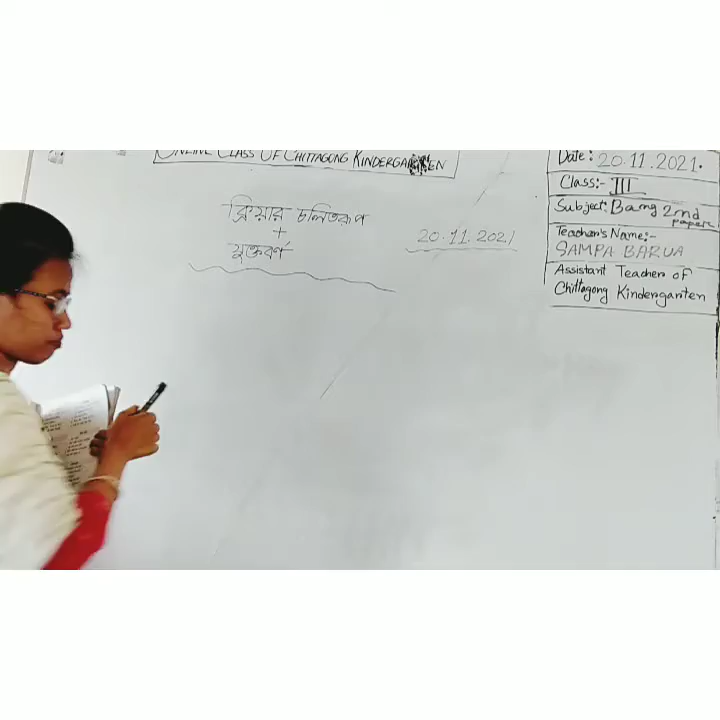 ONLINE CLASS OF CHITTAGONG KINDERGARTEN
ক্রিয়ার চলিতরূপ
+
যুক্তবর্ণ
20.11.2021
Date: 20.11.2021.
Class:- III
Subject: Bang 2nd
paper
Teacher's Name:-
SAMPA BARUA
Assistant Teacher of
Chittagong Kindergarten